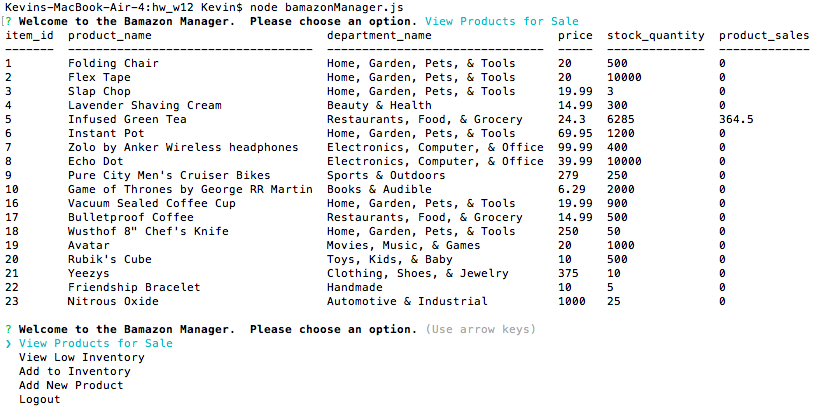 Kevins-MacBook-Air-4:hw_w12 Kevin$ node bamazonManager.js
[? Welcome to the Bamazon Manager.  Please choose an option. View Products for Sale
item_id  product_name                         department_name                  price  stock_quantity  product_sales
-------  -----------------------------------  -------------------------------  -----  --------------  -------------
1        Folding Chair                        Home, Garden, Pets, & Tools      20     500             0
2        Flex Tape                            Home, Garden, Pets, & Tools      20     10000           0
3        Slap Chop                            Home, Garden, Pets, & Tools      19.99  3               0
4        Lavender Shaving Cream               Beauty & Health                  14.99  300             0
5        Infused Green Tea                    Restaurants, Food, & Grocery     24.3   6285            364.5
6        Instant Pot                          Home, Garden, Pets, & Tools      69.95  1200            0
7        Zolo by Anker Wireless headphones    Electronics, Computer, & Office  99.99  400             0
8        Echo Dot                             Electronics, Computer, & Office  39.99  10000           0
9        Pure City Men's Cruiser Bikes        Sports & Outdoors                279    250             0
10       Game of Thrones by George RR Martin  Books & Audible                  6.29   2000            0
16       Vacuum Sealed Coffee Cup             Home, Garden, Pets, & Tools      19.99  900             0
17       Bulletproof Coffee                   Restaurants, Food, & Grocery     14.99  500             0
18       Wusthof 8" Chef's Knife              Home, Garden, Pets, & Tools      250    50              0
19       Avatar                               Movies, Music, & Games           20     1000            0
20       Rubik's Cube                         Toys, Kids, & Baby               10     500             0
21       Yeezys                               Clothing, Shoes, & Jewelry       375    10              0
22       Friendship Bracelet                  Handmade                         10     5               0
23       Nitrous Oxide                        Automotive & Industrial          1000   25              0
? Welcome to the Bamazon Manager.  Please choose an option. (Use arrow keys)
❯ View Products for Sale
  View Low Inventory
  Add to Inventory
  Add New Product
  Logout